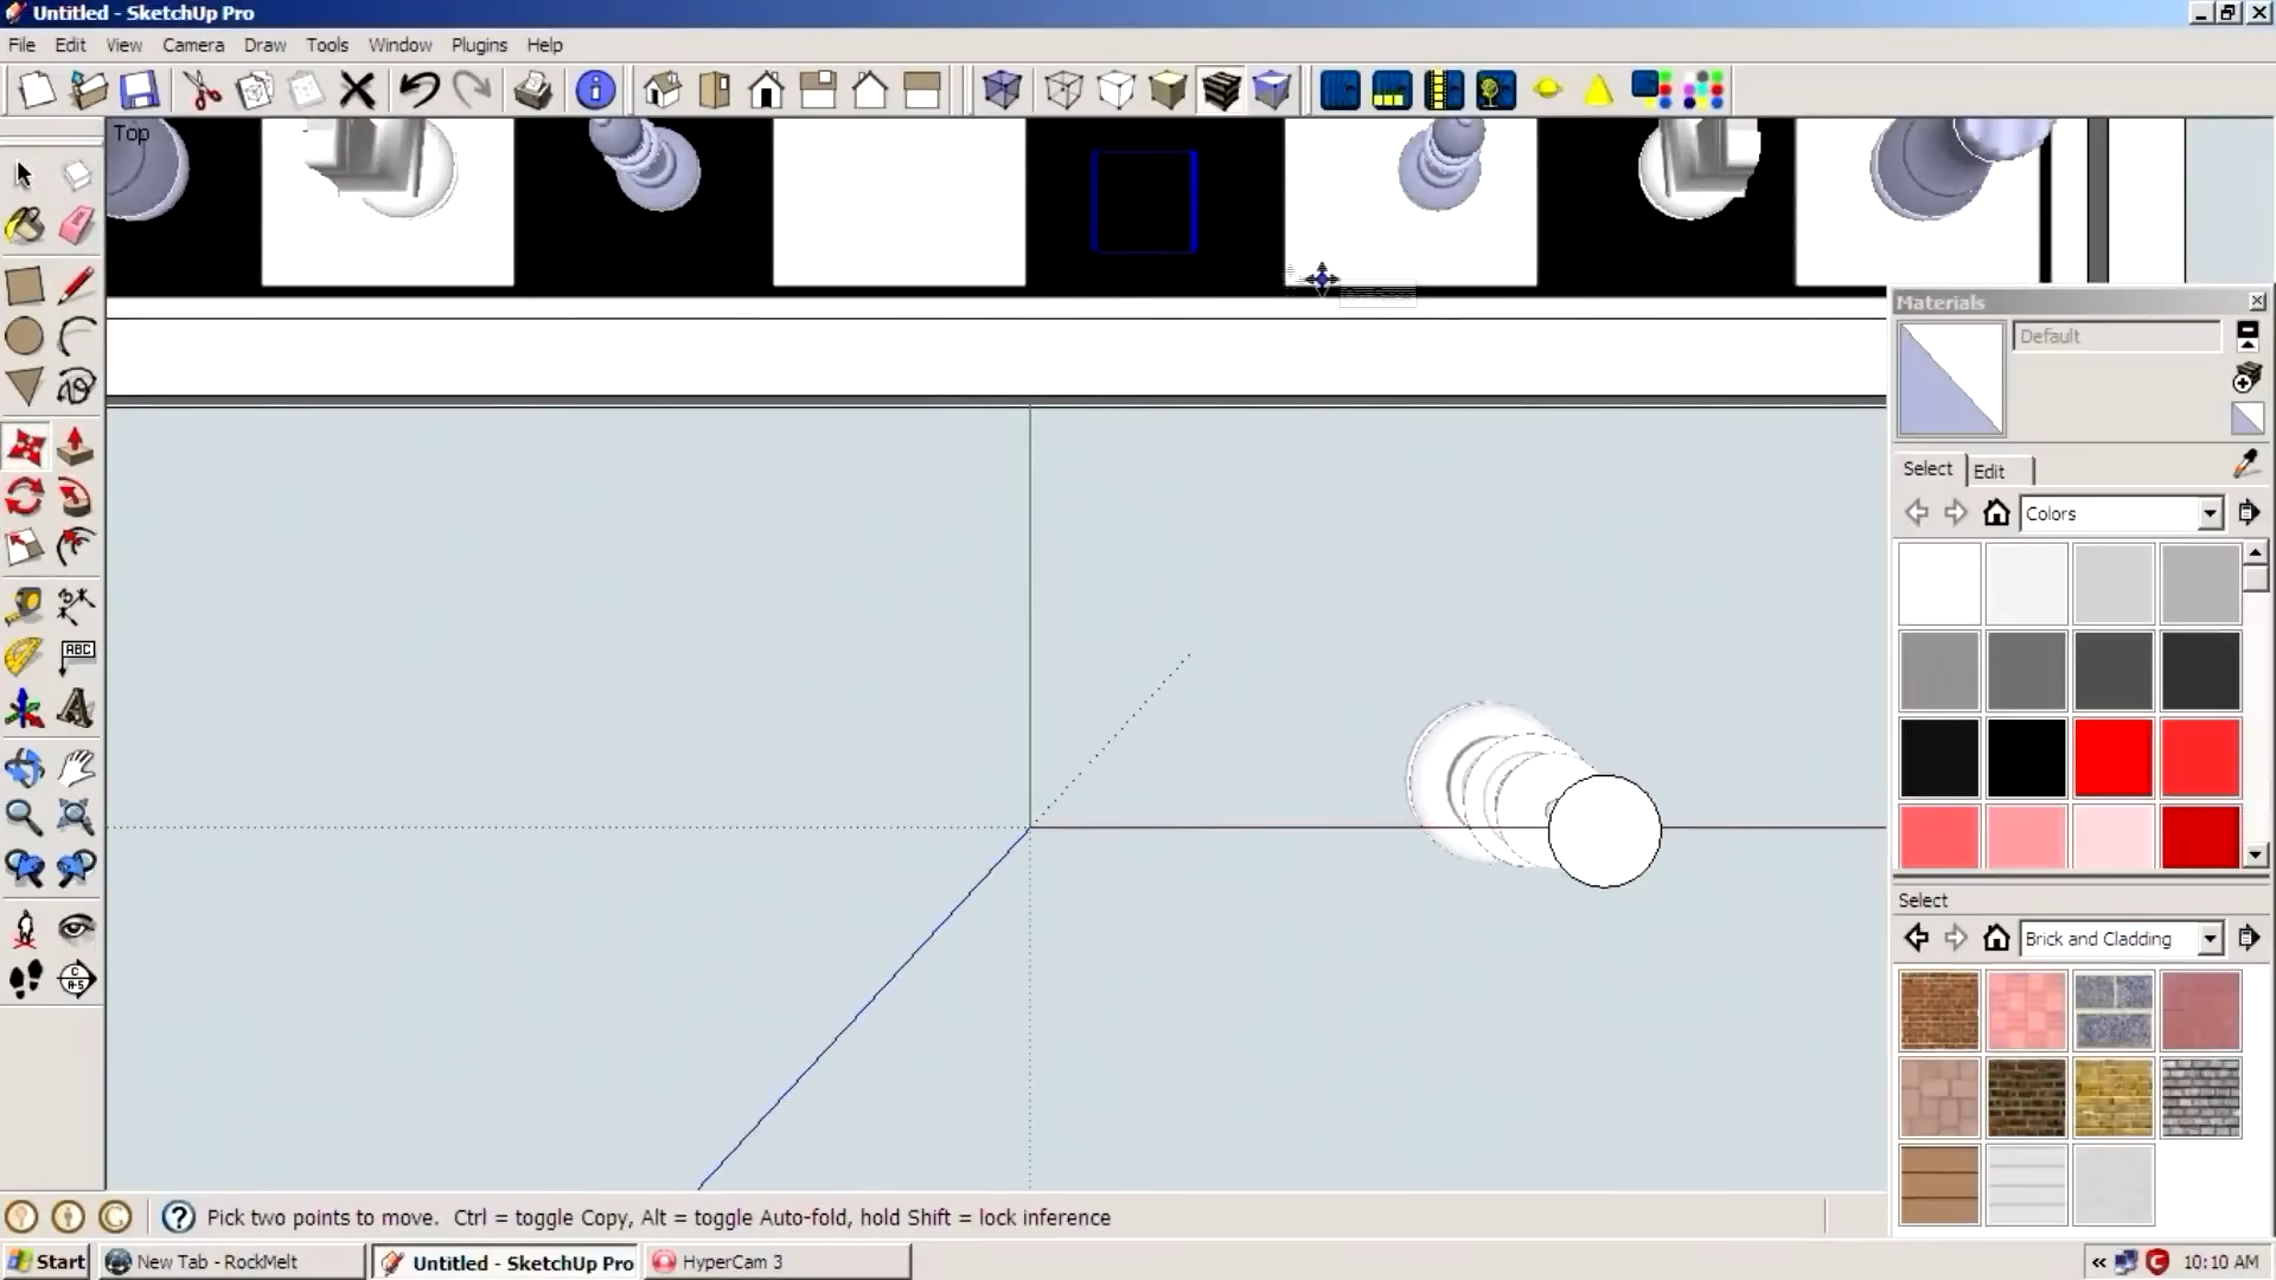 Untitled - SketchUp Pro
File Edit View Camera Draw Tools Window Plugins Help
Top
Materials
Default
Select Edit
Colors
ABC
A
C
A-5
Select
Brick and Cladding
Pick two points to move. Ctrl = toggle Copy, Alt = toggle Auto-fold, hold Shift = lock inference
Start New Tab - RockMelt Untitled - SketchUp Pro HyperCam 3 10:10 AM